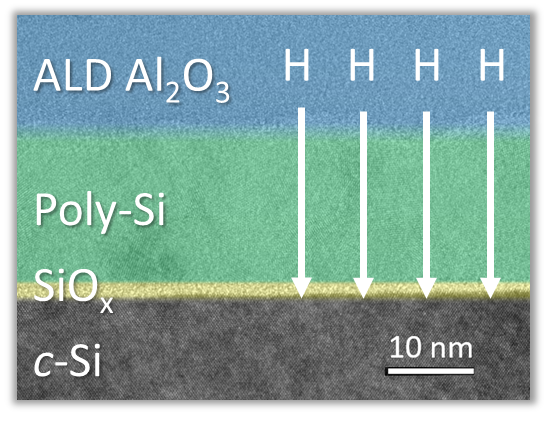 ALD Al₂O₃
H H H H
Poly-Si
SiOₓ
c-Si
10 nm